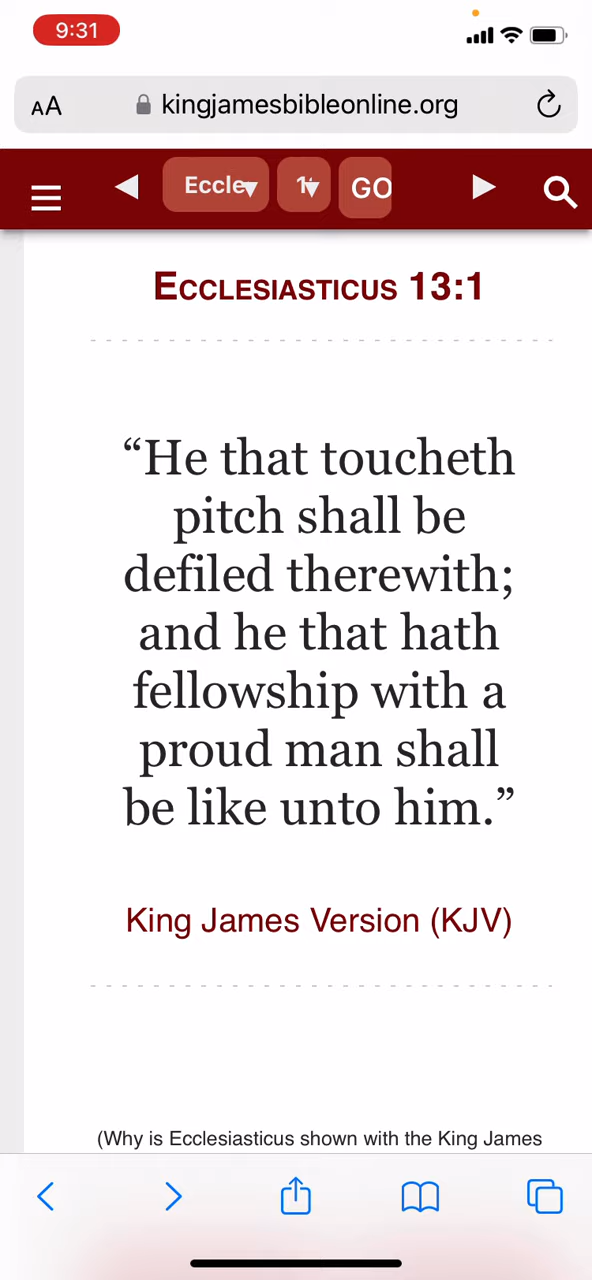 9:31
AA kingjamesbibleonline.org
Eccle 1 GO
ECCLESIASTICUS 13:1
“He that toucheth
pitch shall be
defiled therewith;
and he that hath
fellowship with a
proud man shall
be like unto him.”
King James Version (KJV)
(Why is Ecclesiasticus shown with the King James